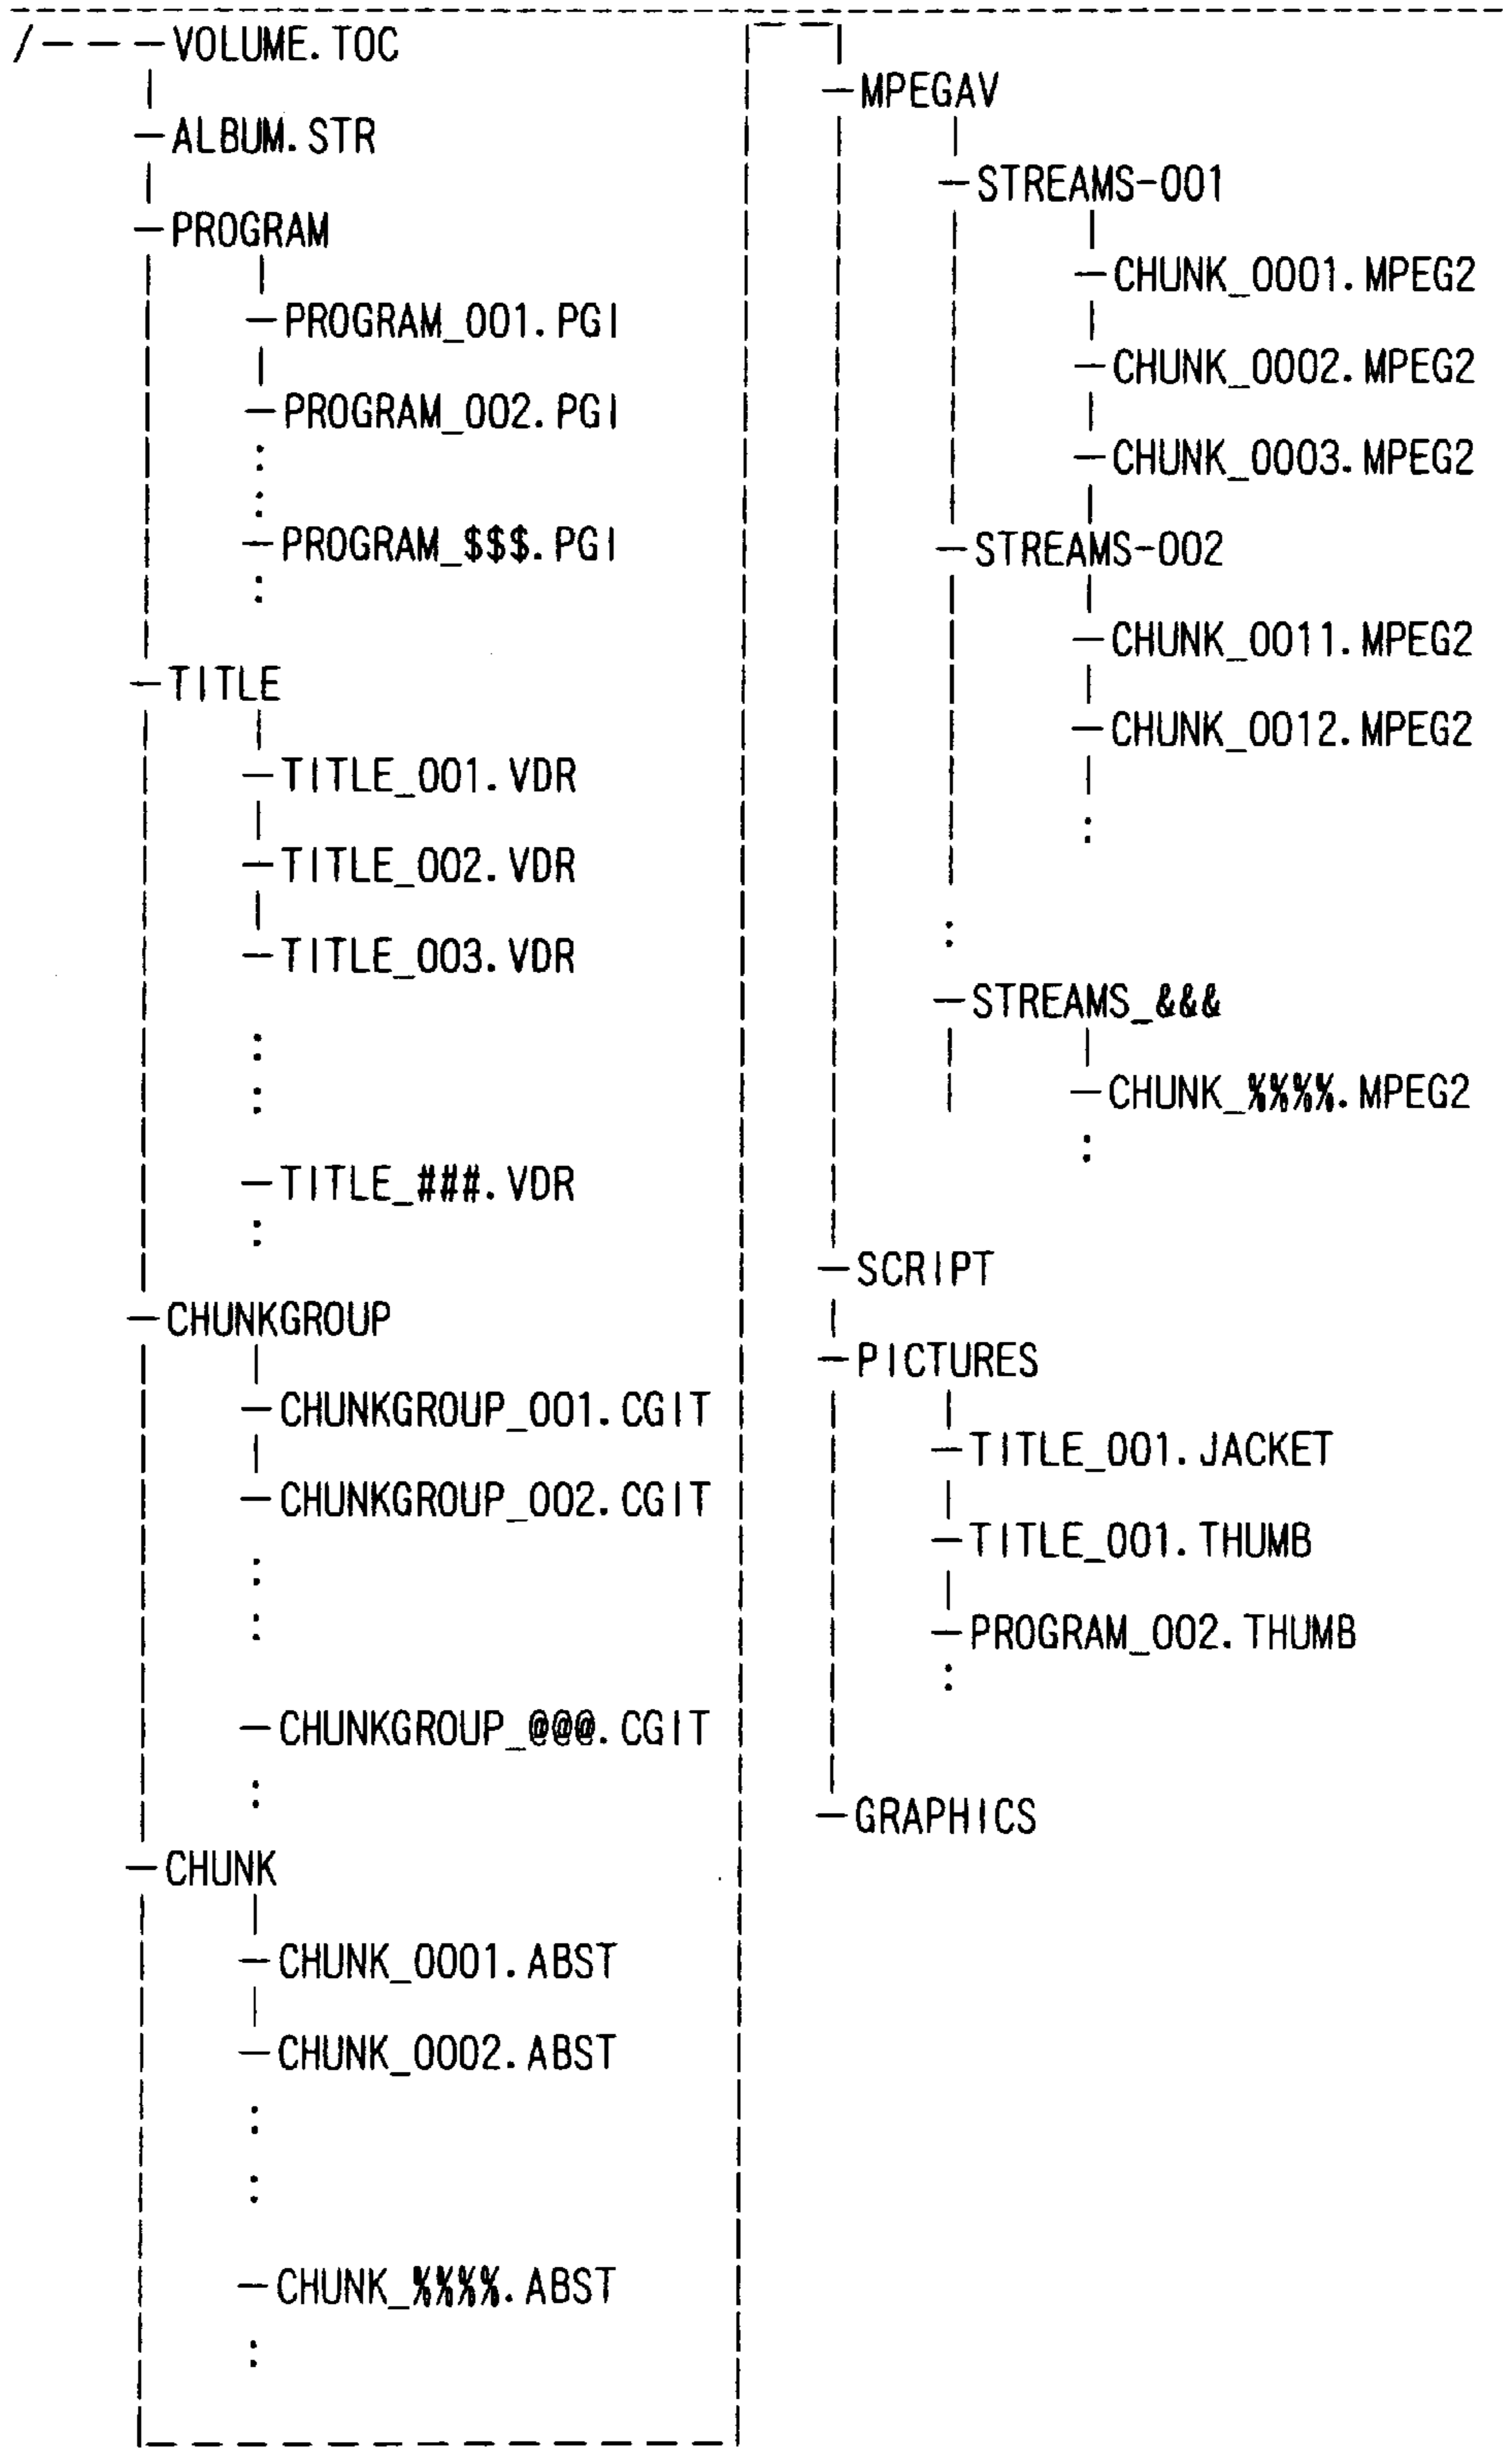 /---VOLUME.TOC
ALBUM.STR
PROGRAM
PROGRAM_001.PGI
PROGRAM_002.PGI
PROGRAM_$$$.PGI
TITLE
TITLE_001.VDR
TITLE_002.VDR
TITLE_003.VDR
TITLE_###.VDR
CHUNKGROUP
CHUNKGROUP_001.CGIT
CHUNKGROUP_002.CGIT
CHUNKGROUP_@@@.CGIT
CHUNK
CHUNK_0001.ABST
CHUNK_0002.ABST
CHUNK_%%%%.ABST
MPEGAV
STREAMS-001
CHUNK_0001.MPEG2
CHUNK_0002.MPEG2
CHUNK_0003.MPEG2
STREAMS-002
CHUNK_0011.MPEG2
CHUNK_0012.MPEG2
STREAMS_&&&
CHUNK_%%%%.MPEG2
SCRIPT
PICTURES
TITLE_001.JACKET
TITLE_001.THUMB
PROGRAM_002.THUMB
GRAPHICS